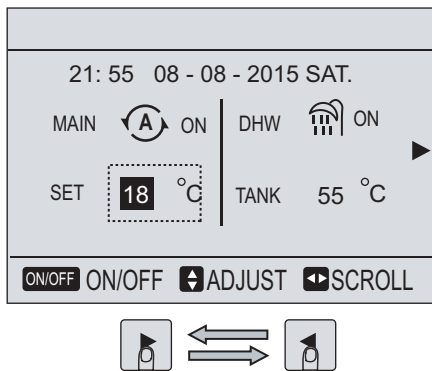 21: 55 08 - 08 - 2015 SAT.
MAIN A ON DHW ON
SET 18 °C TANK 55 °C
ON/OFF ON/OFF ADJUST SCROLL